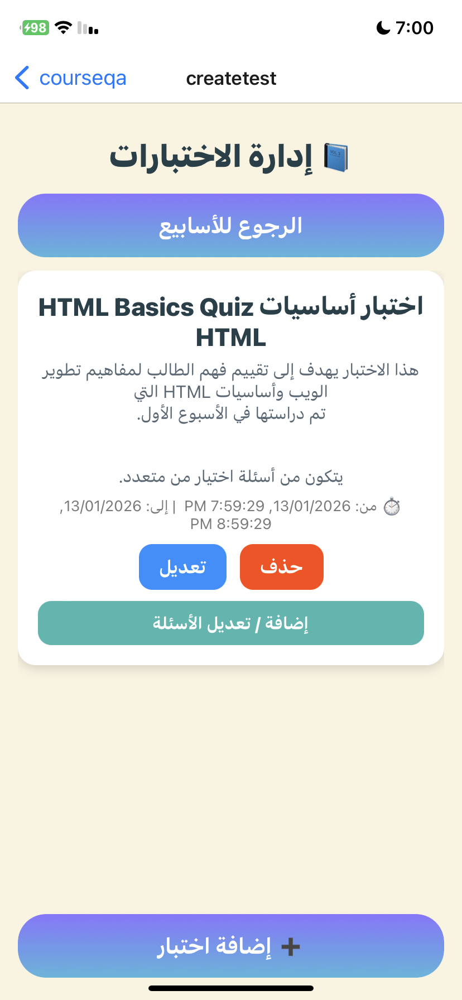 98
7:00
courseqa
createtest
إدارة الاختبارات
الرجوع للأسابيع
اختبار أساسيات HTML Basics Quiz
HTML
هذا الاختبار يهدف إلى تقييم فهم الطالب لمفاهيم تطوير
الويب وأساسيات HTML التي
تم دراستها في الأسبوع الأول.
يتكون من أسئلة اختيار من متعدد.
⏱️ من: 13/01/2026, 7:59:29 PM | إلى: 13/01/2026,
8:59:29 PM
حذف
تعديل
إضافة / تعديل الأسئلة
➕ إضافة اختبار